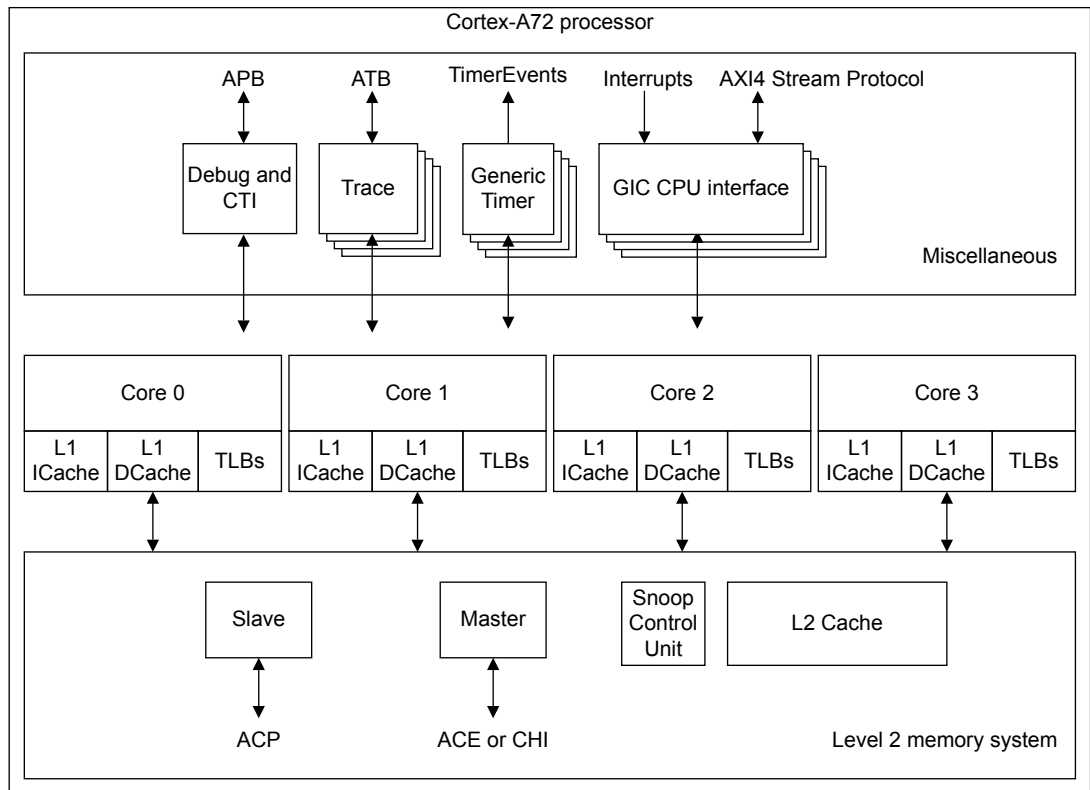 Cortex-A72 processor
APB
ATB
TimerEvents
Interrupts
AXI4 Stream Protocol
Debug and
CTI
Trace
Generic
Timer
GIC CPU interface
Miscellaneous
Core 0
Core 1
Core 2
Core 3
L1
ICache
L1
DCache
TLBs
L1
ICache
L1
DCache
TLBs
L1
ICache
L1
DCache
TLBs
L1
ICache
L1
DCache
TLBs
Slave
Master
Snoop
Control
Unit
L2 Cache
ACP
ACE or CHI
Level 2 memory system